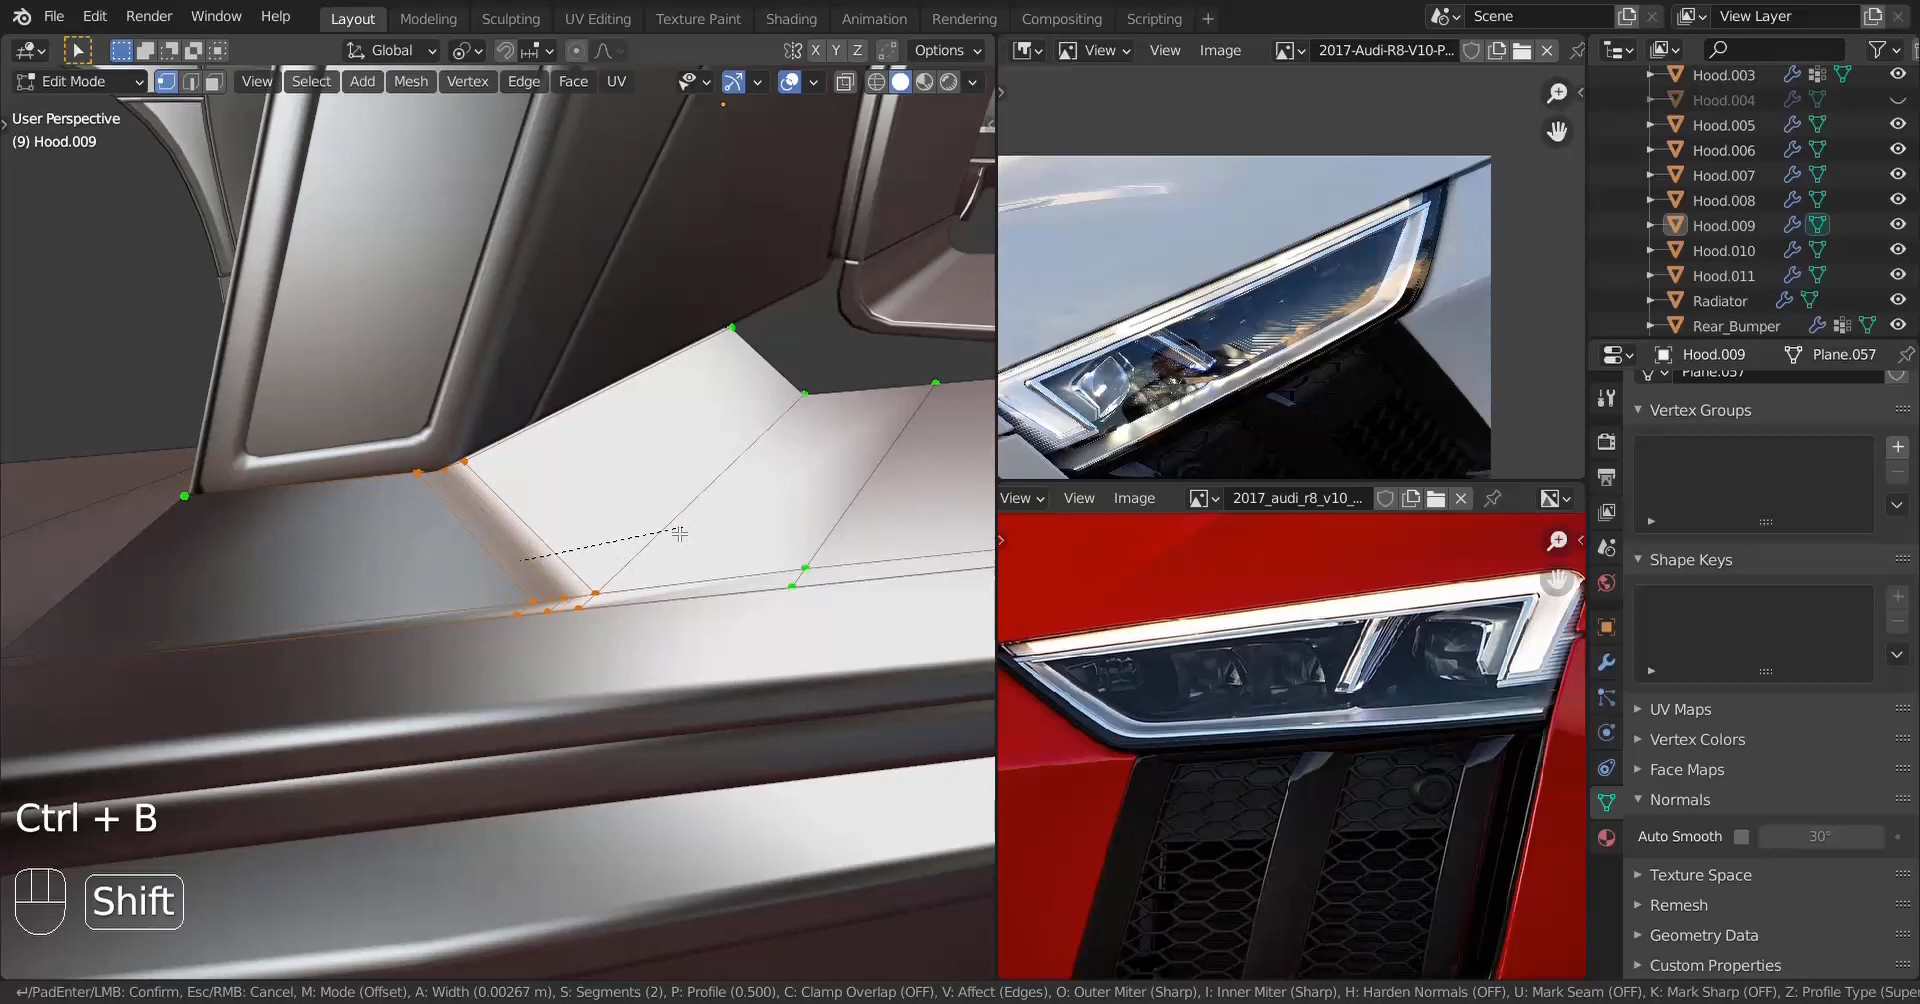 File Edit Render Window Help Layout Modeling Sculpting UV Editing Texture Paint Shading Animation Rendering Compositing Scripting + Scene View Layer
Global X Y Z Options View View Image 2017-Audi-R8-V10-P...
Edit Mode View Select Add Mesh Vertex Edge Face UV
User Perspective
(9) Hood.009
Hood.003
Hood.004
Hood.005
Hood.006
Hood.007
Hood.008
Hood.009
Hood.010
Hood.011
Radiator
Rear_Bumper
Hood.009 Plane.057
Plane.057
Vertex Groups
View View Image 2017_audi_r8_v10_...
Shape Keys
UV Maps
Vertex Colors
Face Maps
Normals
Auto Smooth 30°
Texture Space
Remesh
Geometry Data
Custom Properties
Ctrl + B
Shift
↵/PadEnter/LMB: Confirm, Esc/RMB: Cancel, M: Mode (Offset), A: Width (0.00267 m), S: Segments (2), P: Profile (0.500), C: Clamp Overlap (OFF), V: Affect (Edges), O: Outer Miter (Sharp), I: Inner Miter (Sharp), H: Harden Normals (OFF), U: Mark Seam (OFF), K: Mark Sharp (OFF), Z: Profile Type (Super